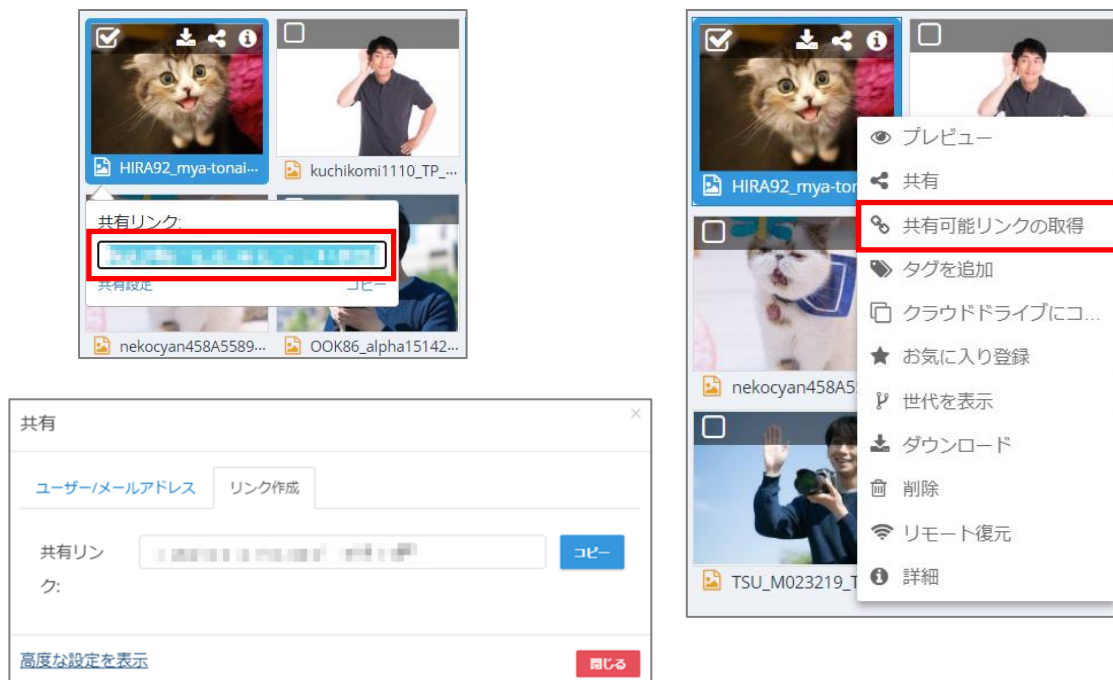 HIRA92_mya-tonai...
kuchikomi1110_TP_...
共有リンク:
共有設定
コピー
nekocyan458A5589...
OOK86_alpha15142...
HIRA92_mya-tor
プレビュー
共有
共有可能リンクの取得
タグを追加
クラウドドライブにコ...
お気に入り登録
世代を表示
ダウンロード
削除
リモート復元
詳細
nekocyan458A5
TSU_M023219_T
共有
×
ユーザー/メールアドレス
リンク作成
共有リン
ク:
コピー
高度な設定を表示
閉じる